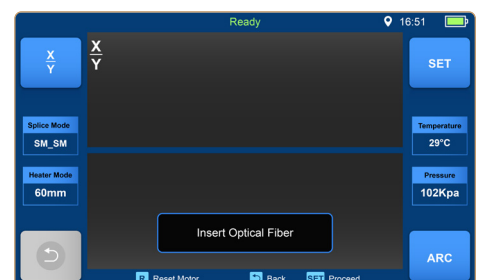 Ready
16:51
X
Y
X
Y
SET
Splice Mode
SM_SM
Temperature
29°C
Heater Mode
60mm
Pressure
102Kpa
Insert Optical Fiber
ARC
R Reset Motor
Back
SET Proceed